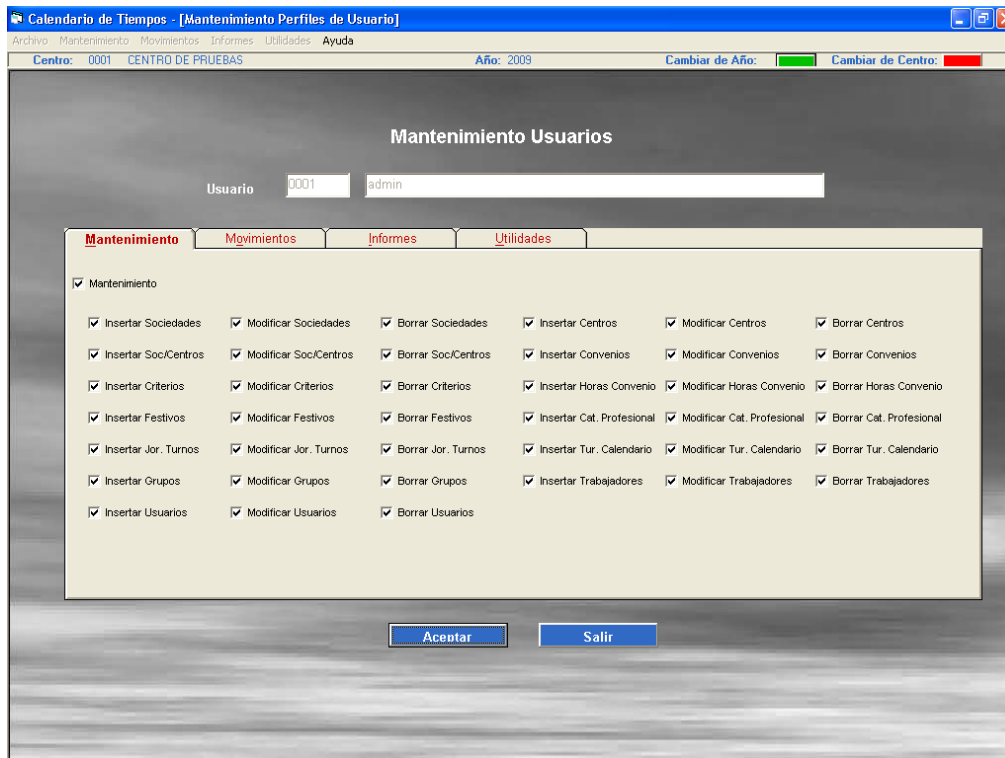 Calendario de Tiempos - [Mantenimiento Perfiles de Usuario]
Archivo Mantenimiento Movimientos Informes Utilidades Ayuda
Centro: 0001 CENTRO DE PRUEBAS Año: 2009 Cambiar de Año: Cambiar de Centro:
Mantenimiento Usuarios
Usuario 0001 admin
Mantenimiento Movimientos Informes Utilidades
Mantenimiento
Insertar Sociedades Modificar Sociedades Borrar Sociedades Insertar Centros Modificar Centros Borrar Centros
Insertar Soc/Centros Modificar Soc/Centros Borrar Soc/Centros Insertar Convenios Modificar Convenios Borrar Convenios
Insertar Criterios Modificar Criterios Borrar Criterios Insertar Horas Convenio Modificar Horas Convenio Borrar Horas Convenio
Insertar Festivos Modificar Festivos Borrar Festivos Insertar Cat. Profesional Modificar Cat. Profesional Borrar Cat. Profesional
Insertar Jor. Turnos Modificar Jor. Turnos Borrar Jor. Turnos Insertar Tur. Calendario Modificar Tur. Calendario Borrar Tur. Calendario
Insertar Grupos Modificar Grupos Borrar Grupos Insertar Trabajadores Modificar Trabajadores Borrar Trabajadores
Insertar Usuarios Modificar Usuarios Borrar Usuarios
Aceptar Salir